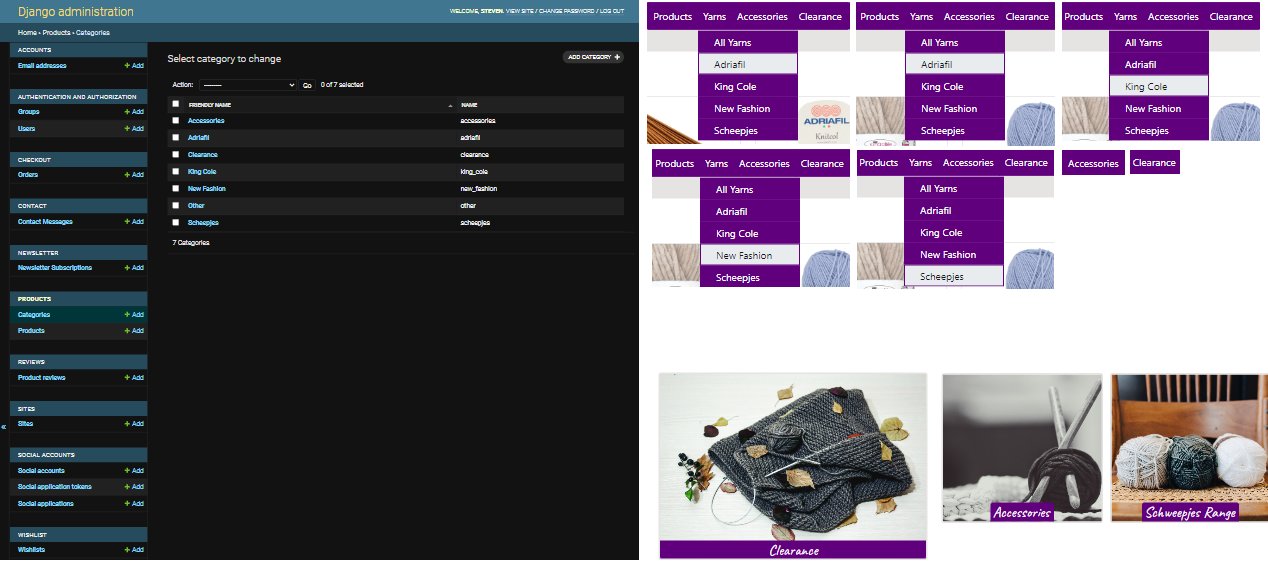 Django administration
WELCOME, STEVEN. VIEW SITE / CHANGE PASSWORD / LOG OUT
Home › Products › Categories
ACCOUNTS
Email addresses + Add
AUTHENTICATION AND AUTHORIZATION
Groups + Add
Users + Add
CHECKOUT
Orders + Add
CONTACT
Contact Messages + Add
NEWSLETTER
Newsletter Subscriptions + Add
PRODUCTS
Categories + Add
Products + Add
REVIEWS
Product reviews + Add
SITES
Sites + Add
SOCIAL ACCOUNTS
Social accounts + Add
Social application tokens + Add
Social applications + Add
WISHLIST
Wishlists + Add
«
Select category to change
ADD CATEGORY +
Action: --------- Go 0 of 7 selected
FRIENDLY NAME NAME
Accessories accessories
Adriafil adriafil
Clearance clearance
King Cole king_cole
New Fashion new_fashion
Other other
Scheepjes scheepjes
7 Categories
Products Yarns Accessories Clearance
All Yarns
Adriafil
King Cole
New Fashion
Scheepjes
ADRIAFIL
Knitcol
Products Yarns Accessories Clearance
All Yarns
Adriafil
King Cole
New Fashion
Scheepjes
Products Yarns Accessories Clearance
All Yarns
Adriafil
King Cole
New Fashion
Scheepjes
Products Yarns Accessories Clearance
All Yarns
Adriafil
King Cole
New Fashion
Scheepjes
Products Yarns Accessories Clearance
All Yarns
Adriafil
King Cole
New Fashion
Scheepjes
Accessories
Clearance
Clearance
Accessories
Schweepjes Range